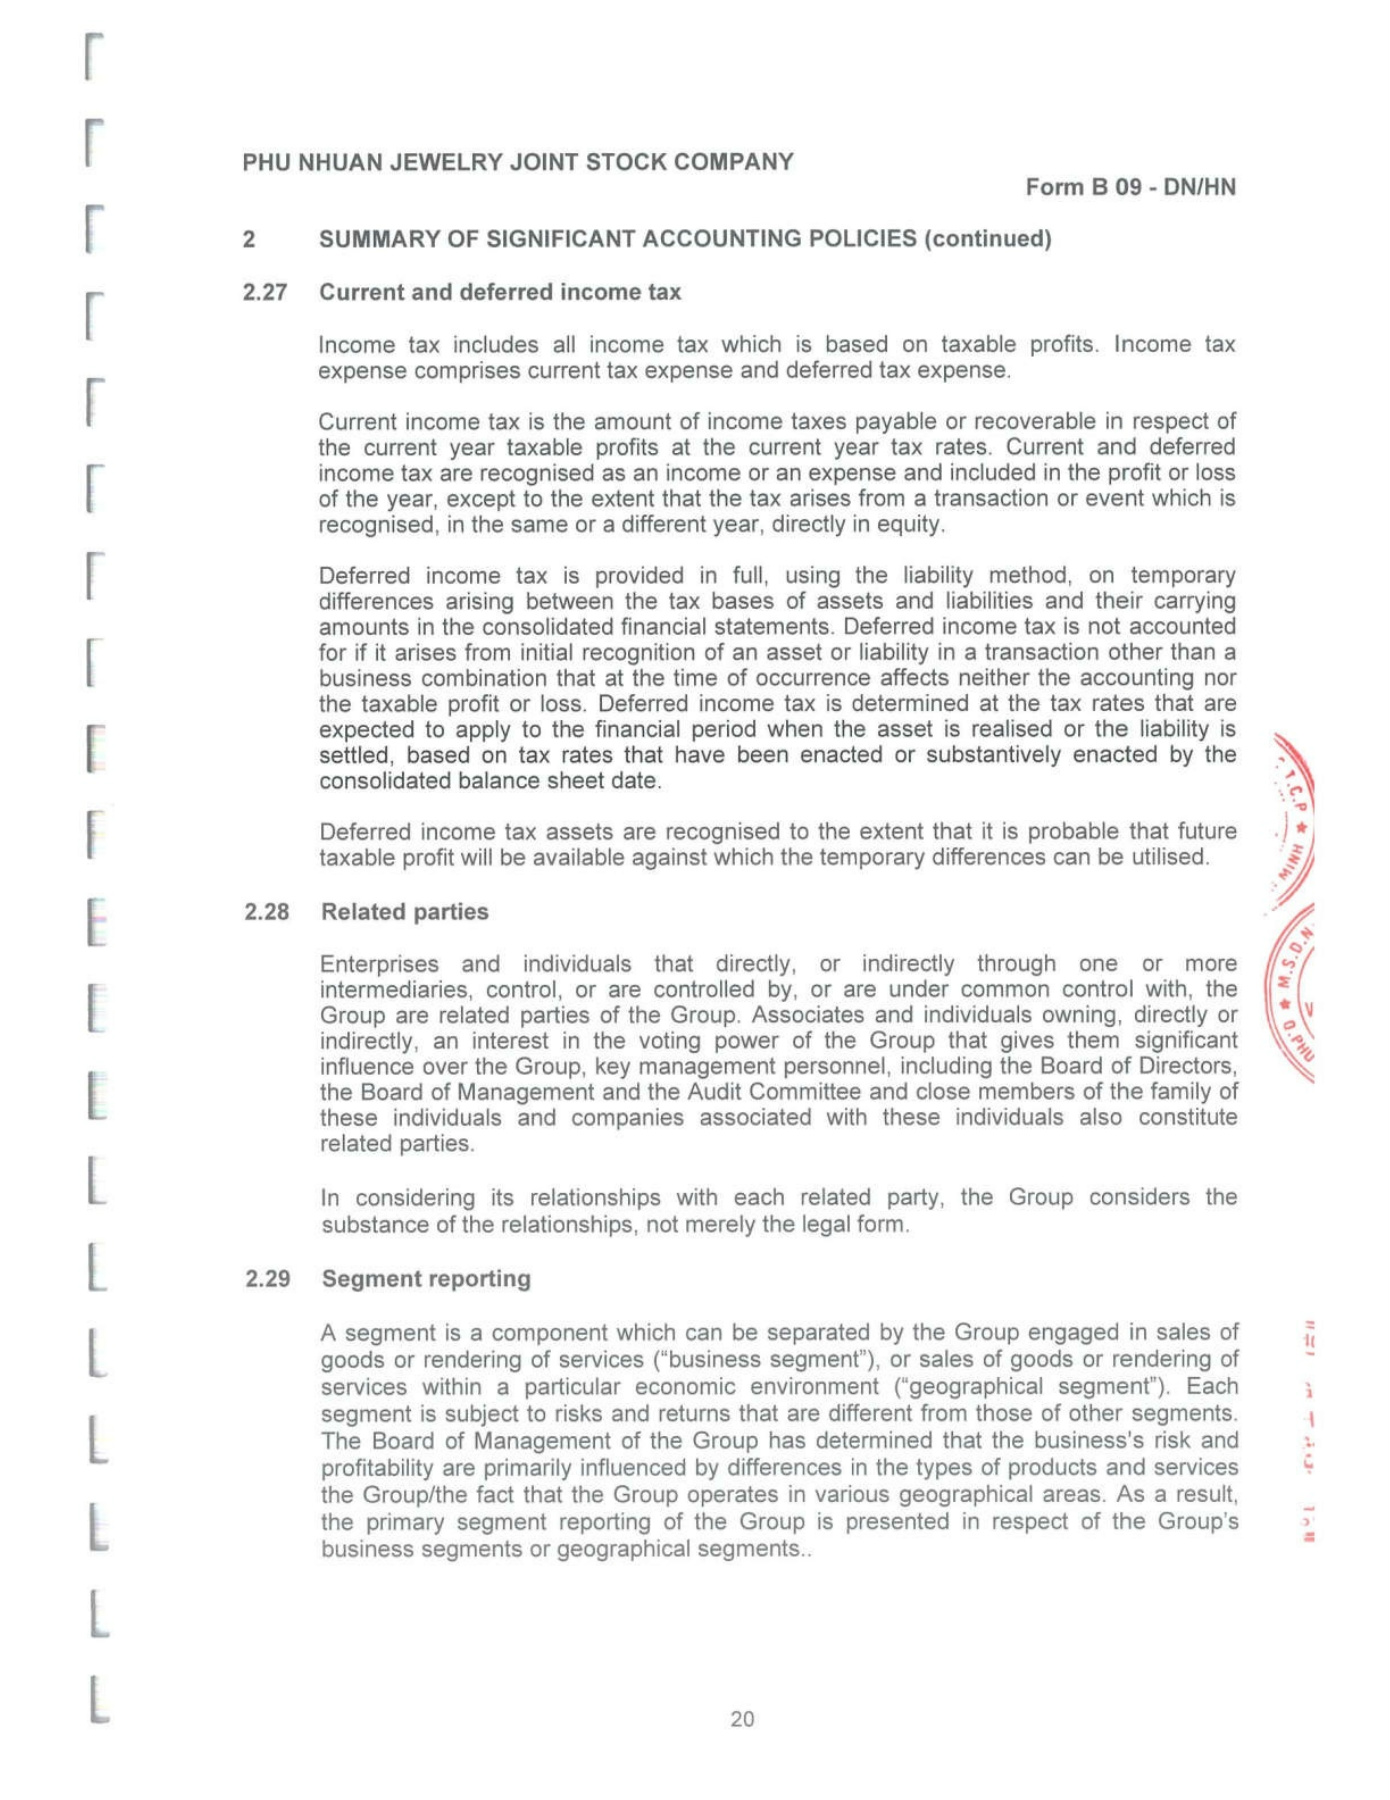 PHU NHUAN JEWELRY JOINT STOCK COMPANY
Form B 09 - DN/HN
2 SUMMARY OF SIGNIFICANT ACCOUNTING POLICIES (continued)
2.27 Current and deferred income tax
Income tax includes all income tax which is based on taxable profits. Income tax
expense comprises current tax expense and deferred tax expense.
Current income tax is the amount of income taxes payable or recoverable in respect of
the current year taxable profits at the current year tax rates. Current and deferred
income tax are recognised as an income or an expense and included in the profit or loss
of the year, except to the extent that the tax arises from a transaction or event which is
recognised, in the same or a different year, directly in equity.
Deferred income tax is provided in full, using the liability method, on temporary
differences arising between the tax bases of assets and liabilities and their carrying
amounts in the consolidated financial statements. Deferred income tax is not accounted
for if it arises from initial recognition of an asset or liability in a transaction other than a
business combination that at the time of occurrence affects neither the accounting nor
the taxable profit or loss. Deferred income tax is determined at the tax rates that are
expected to apply to the financial period when the asset is realised or the liability is
settled, based on tax rates that have been enacted or substantively enacted by the
consolidated balance sheet date.
Deferred income tax assets are recognised to the extent that it is probable that future
taxable profit will be available against which the temporary differences can be utilised.
2.28 Related parties
Enterprises and individuals that directly, or indirectly through one or more
intermediaries, control, or are controlled by, or are under common control with, the
Group are related parties of the Group. Associates and individuals owning, directly or
indirectly, an interest in the voting power of the Group that gives them significant
influence over the Group, key management personnel, including the Board of Directors,
the Board of Management and the Audit Committee and close members of the family of
these individuals and companies associated with these individuals also constitute
related parties.
In considering its relationships with each related party, the Group considers the
substance of the relationships, not merely the legal form.
2.29 Segment reporting
A segment is a component which can be separated by the Group engaged in sales of
goods or rendering of services (“business segment”), or sales of goods or rendering of
services within a particular economic environment (“geographical segment”). Each
segment is subject to risks and returns that are different from those of other segments.
The Board of Management of the Group has determined that the business's risk and
profitability are primarily influenced by differences in the types of products and services
the Group/the fact that the Group operates in various geographical areas. As a result,
the primary segment reporting of the Group is presented in respect of the Group's
business segments or geographical segments..
T.C.P ★
MINH
Q.PHU ★ M.S.D.N
20